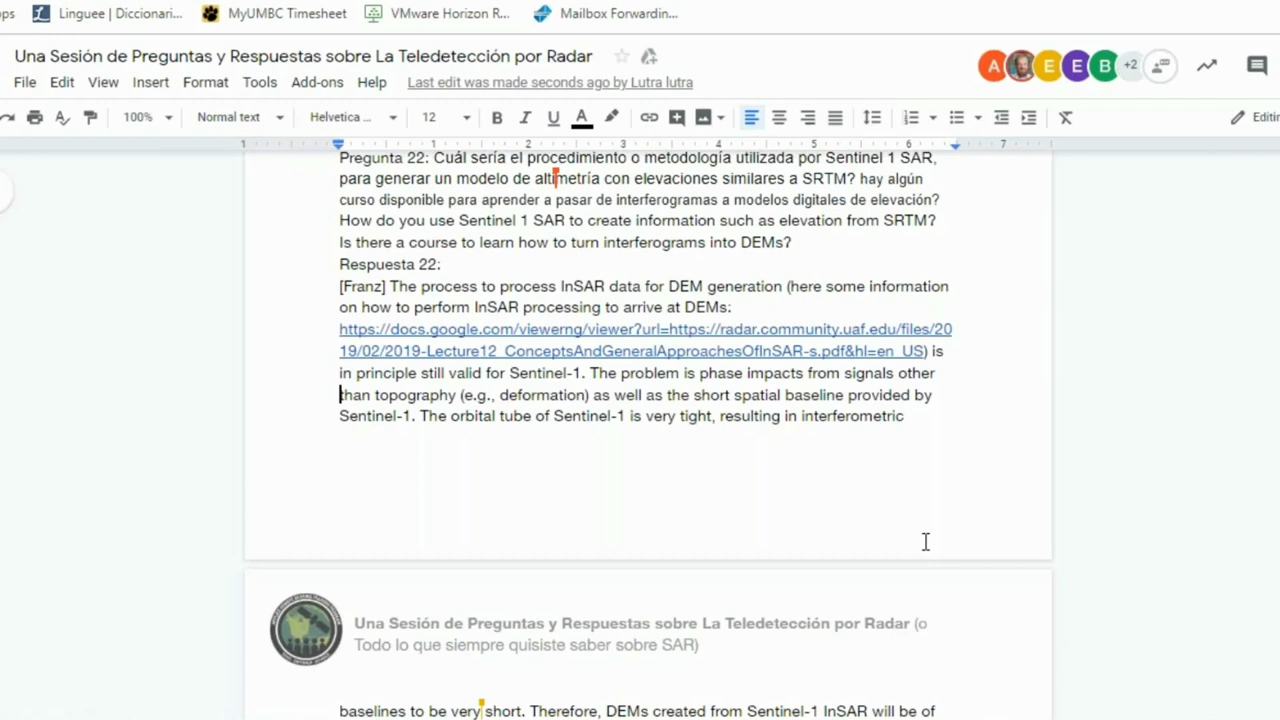 ps Linguee | Diccionari... MyUMBC Timesheet VMware Horizon R... Mailbox Forwardin...
Una Sesión de Preguntas y Respuestas sobre La Teledetección por Radar
A E E B +2
File Edit View Insert Format Tools Add-ons Help Last edit was made seconds ago by Lutra lutra
100% Normal text Helvetica ... 12 B I U A Editin
1 1 2 3 4 5 6 7
Pregunta 22: Cuál sería el procedimiento o metodología utilizada por Sentinel 1 SAR,
para generar un modelo de altimetría con elevaciones similares a SRTM? hay algún
curso disponible para aprender a pasar de interferogramas a modelos digitales de elevación?
How do you use Sentinel 1 SAR to create information such as elevation from SRTM?
Is there a course to learn how to turn interferograms into DEMs?
Respuesta 22:
[Franz] The process to process InSAR data for DEM generation (here some information
on how to perform InSAR processing to arrive at DEMs:
https://docs.google.com/viewerng/viewer?url=https://radar.community.uaf.edu/files/20
19/02/2019-Lecture12_ConceptsAndGeneralApproachesOfInSAR-s.pdf&hl=en_US) is
in principle still valid for Sentinel-1. The problem is phase impacts from signals other
than topography (e.g., deformation) as well as the short spatial baseline provided by
Sentinel-1. The orbital tube of Sentinel-1 is very tight, resulting in interferometric
Una Sesión de Preguntas y Respuestas sobre La Teledetección por Radar (o
Todo lo que siempre quisiste saber sobre SAR)
baselines to be very short. Therefore, DEMs created from Sentinel-1 InSAR will be of